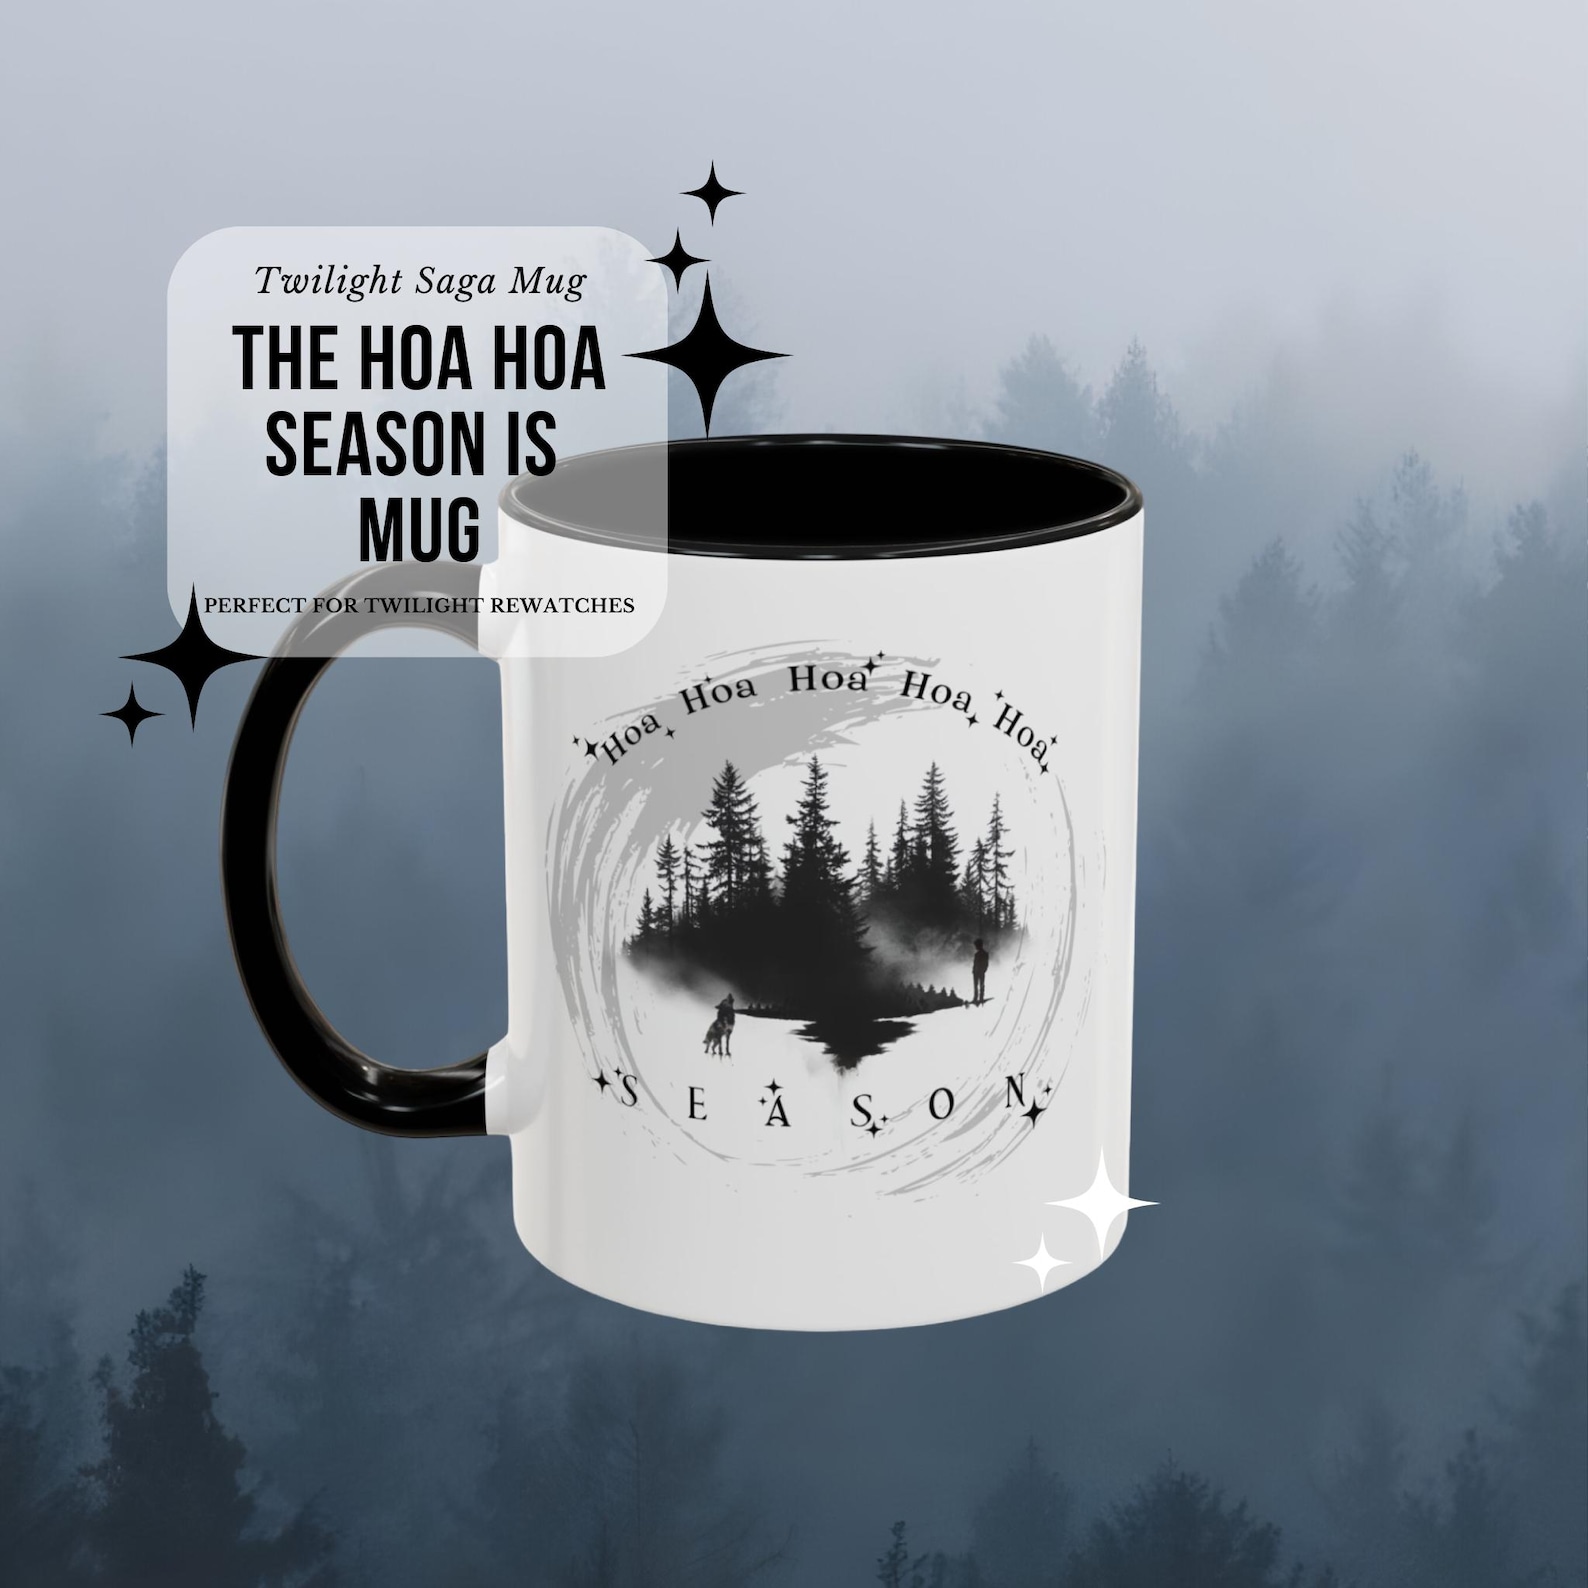 Twilight Saga Mug
THE HOA HOA
SEASON IS
MUG
PERFECT FOR TWILIGHT REWATCHES
Hoa Hoa Hoa Hoa Hoa
SEASON